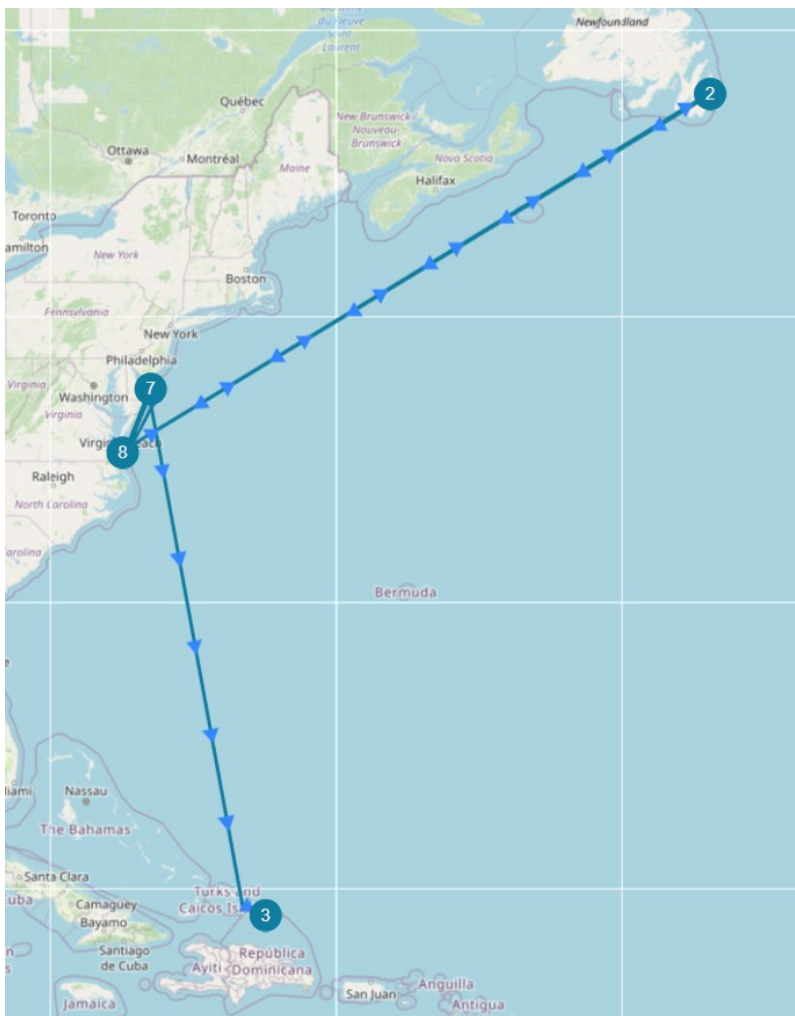 Newfoundland
du Fleuve
Saint
Laurent
Québec
2
New Brunswick
Nouveau-
Brunswick
Ottawa
Montréal
Nova Scotia
Maine
Halifax
Toronto
amilton
New York
Boston
Pennsylvania
New York
Philadelphia
Virginia
Washington
7
Virginia
8
Raleigh
North Carolina
arolina
Bermuda
e
liami
Nassau
The Bahamas
Santa Clara
uba
Camaguey
Bayamo
Turks and
Caicos Is
3
Santiago
de Cuba
n
s
Ayiti
República
Dominicana
Jamaica
San Juan
Anguilla
Antigua